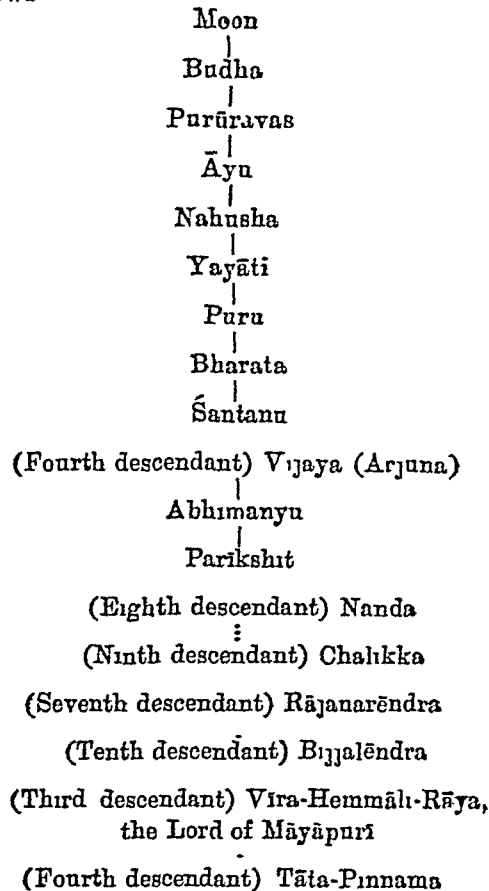 Moon
Budha
Purūravas
Āyu
Nahusha
Yayāti
Puru
Bharata
Śantanu
(Fourth descendant) Vijaya (Arjuna)
Abhimanyu
Parīkshit
(Eighth descendant) Nanda
(Ninth descendant) Chalikka
(Seventh descendant) Rājanarēndra
(Tenth descendant) Bijjalēndra
(Third descendant) Vīra-Hemmāli-Rāya,
the Lord of Māyāpurī
(Fourth descendant) Tāta-Pinnama